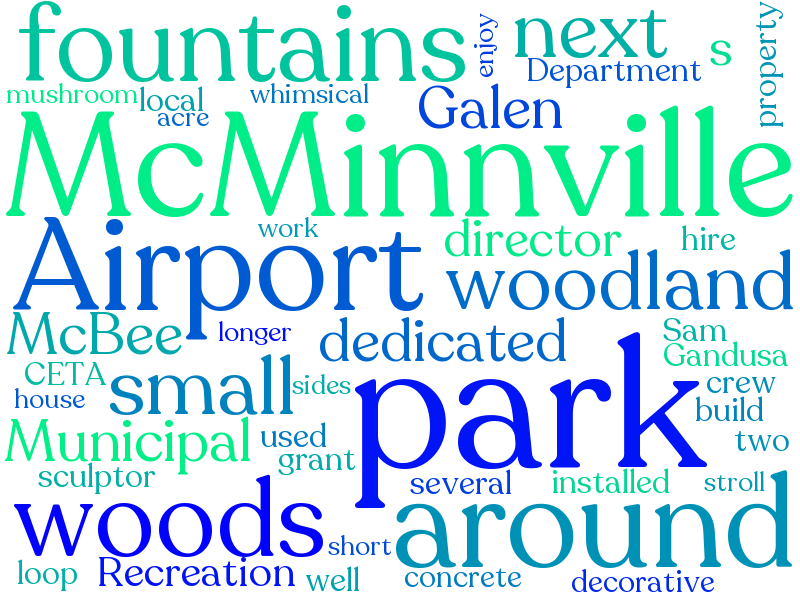 fountains enjoy next s property
Department
mushroom local whimsical Galen
acre
McMinnville
work director hire
Airport woodland
McBee longer dedicated Sam
Gandusa
CETA small sides park crew
house build
Municipal used two
grant
sculptor several installed stroll
woods around
short
loop Recreation well concrete decorative